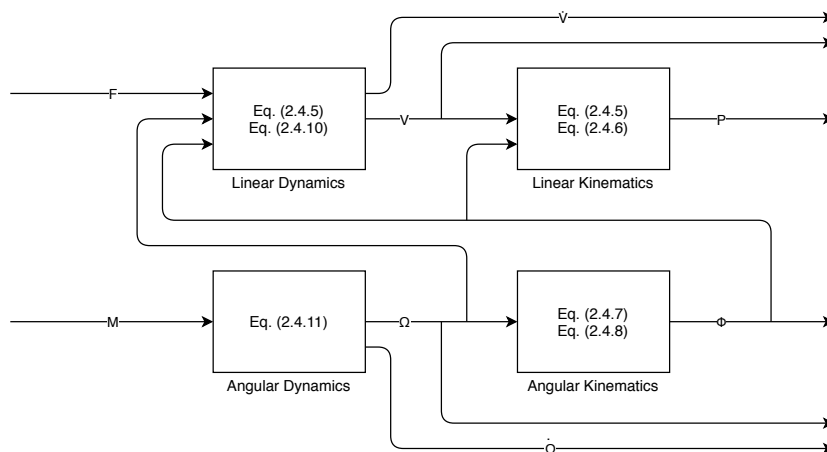 V̇
F
Eq. (2.4.5)
Eq. (2.4.10)
V
Eq. (2.4.5)
Eq. (2.4.6)
P
Linear Dynamics
Linear Kinematics
M
Eq. (2.4.11)
Ω
Eq. (2.4.7)
Eq. (2.4.8)
Φ
Angular Dynamics
Angular Kinematics
Ω̇